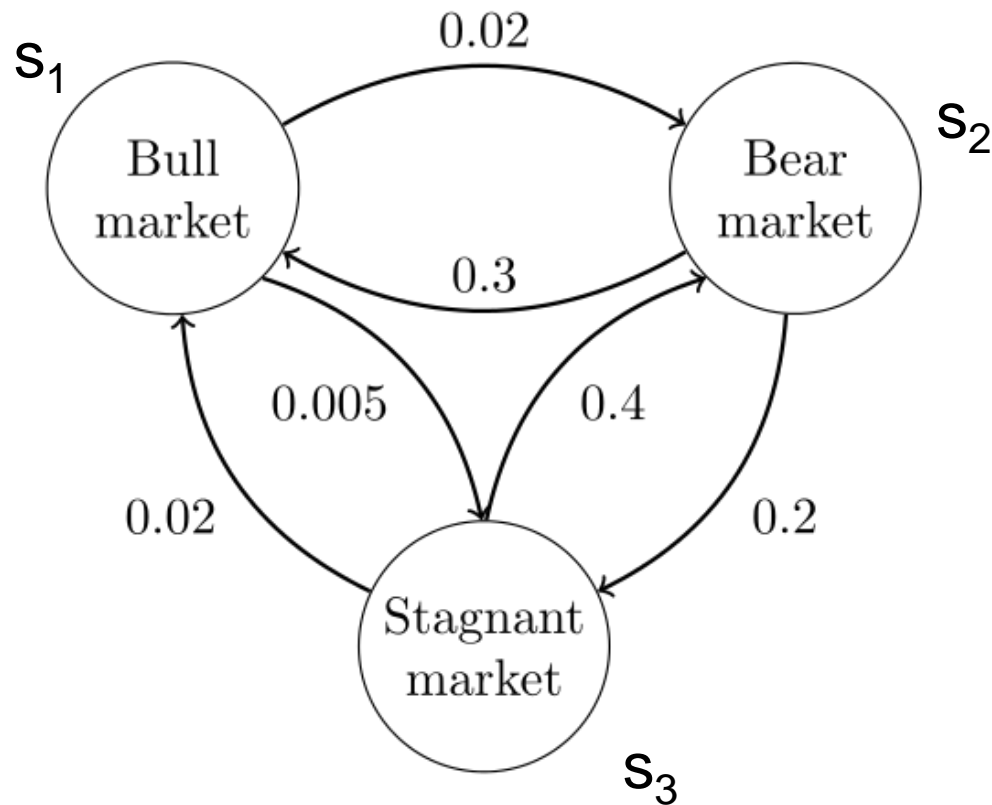 0.02
s₁
Bull
market
Bear
market
s₂
0.3
0.005
0.4
0.02
0.2
Stagnant
market
s₃